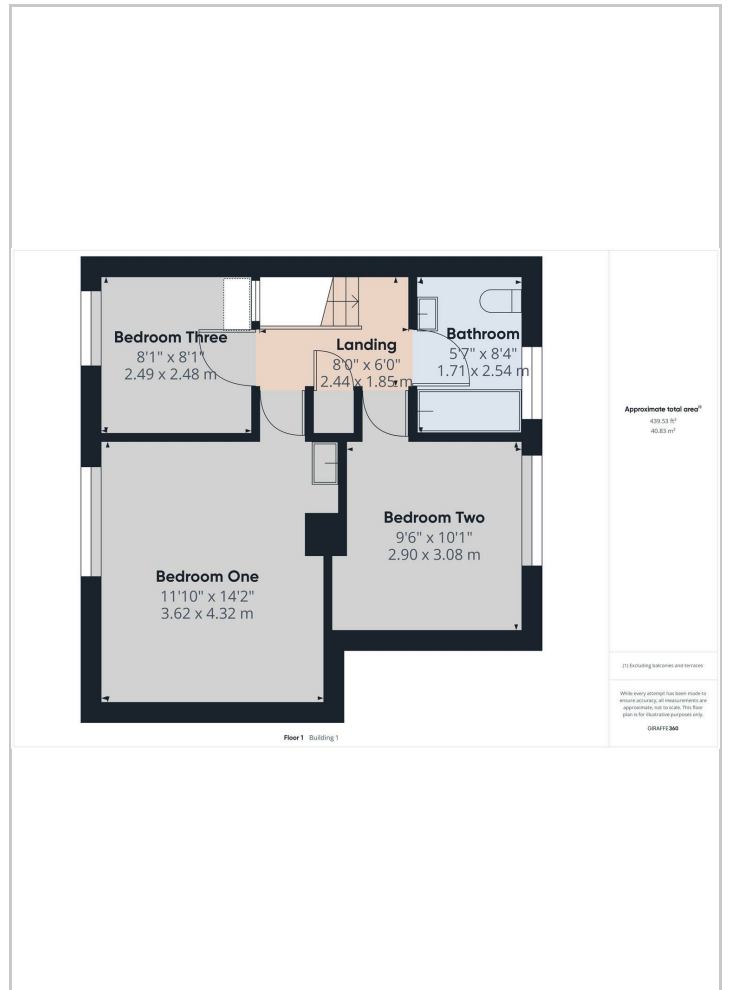 Bedroom Three
8'1" x 8'1"
2.49 x 2.48 m
Landing
8'0" x 6'0"
2.44 x 1.85 m
Bathroom
5'7" x 8'4"
1.71 x 2.54 m
Bedroom Two
9'6" x 10'1"
2.90 x 3.08 m
Bedroom One
11'10" x 14'2"
3.62 x 4.32 m
Floor 1 Building 1
Approximate total area⁽¹⁾
439.53 ft²
40.83 m²
(1) Excluding balconies and terraces
While every attempt has been made to
ensure accuracy, all measurements are
approximate, not to scale. This floor
plan is for illustrative purposes only.
GIRAFFE360